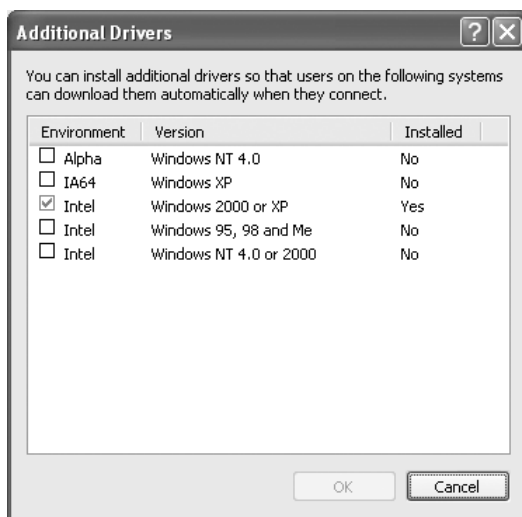 Additional Drivers
You can install additional drivers so that users on the following systems
can download them automatically when they connect.
Environment Version Installed
Alpha Windows NT 4.0 No
IA64 Windows XP No
Intel Windows 2000 or XP Yes
Intel Windows 95, 98 and Me No
Intel Windows NT 4.0 or 2000 No
OK Cancel